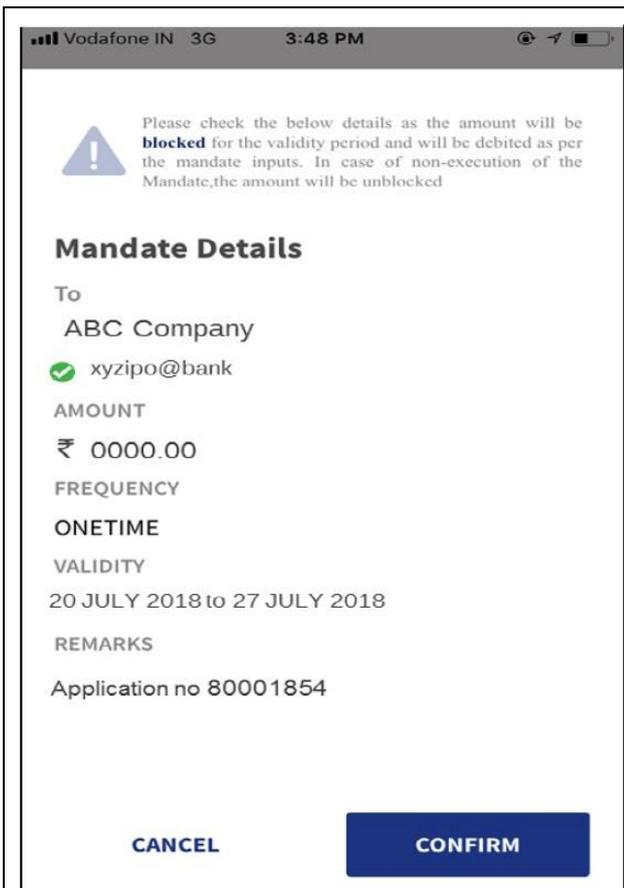 Vodafone IN 3G 3:48 PM
Please check the below details as the amount will be
blocked for the validity period and will be debited as per
the mandate inputs. In case of non-execution of the
Mandate,the amount will be unblocked
Mandate Details
To
ABC Company
xyzipo@bank
AMOUNT
₹ 0000.00
FREQUENCY
ONETIME
VALIDITY
20 JULY 2018 to 27 JULY 2018
REMARKS
Application no 80001854
CANCEL CONFIRM